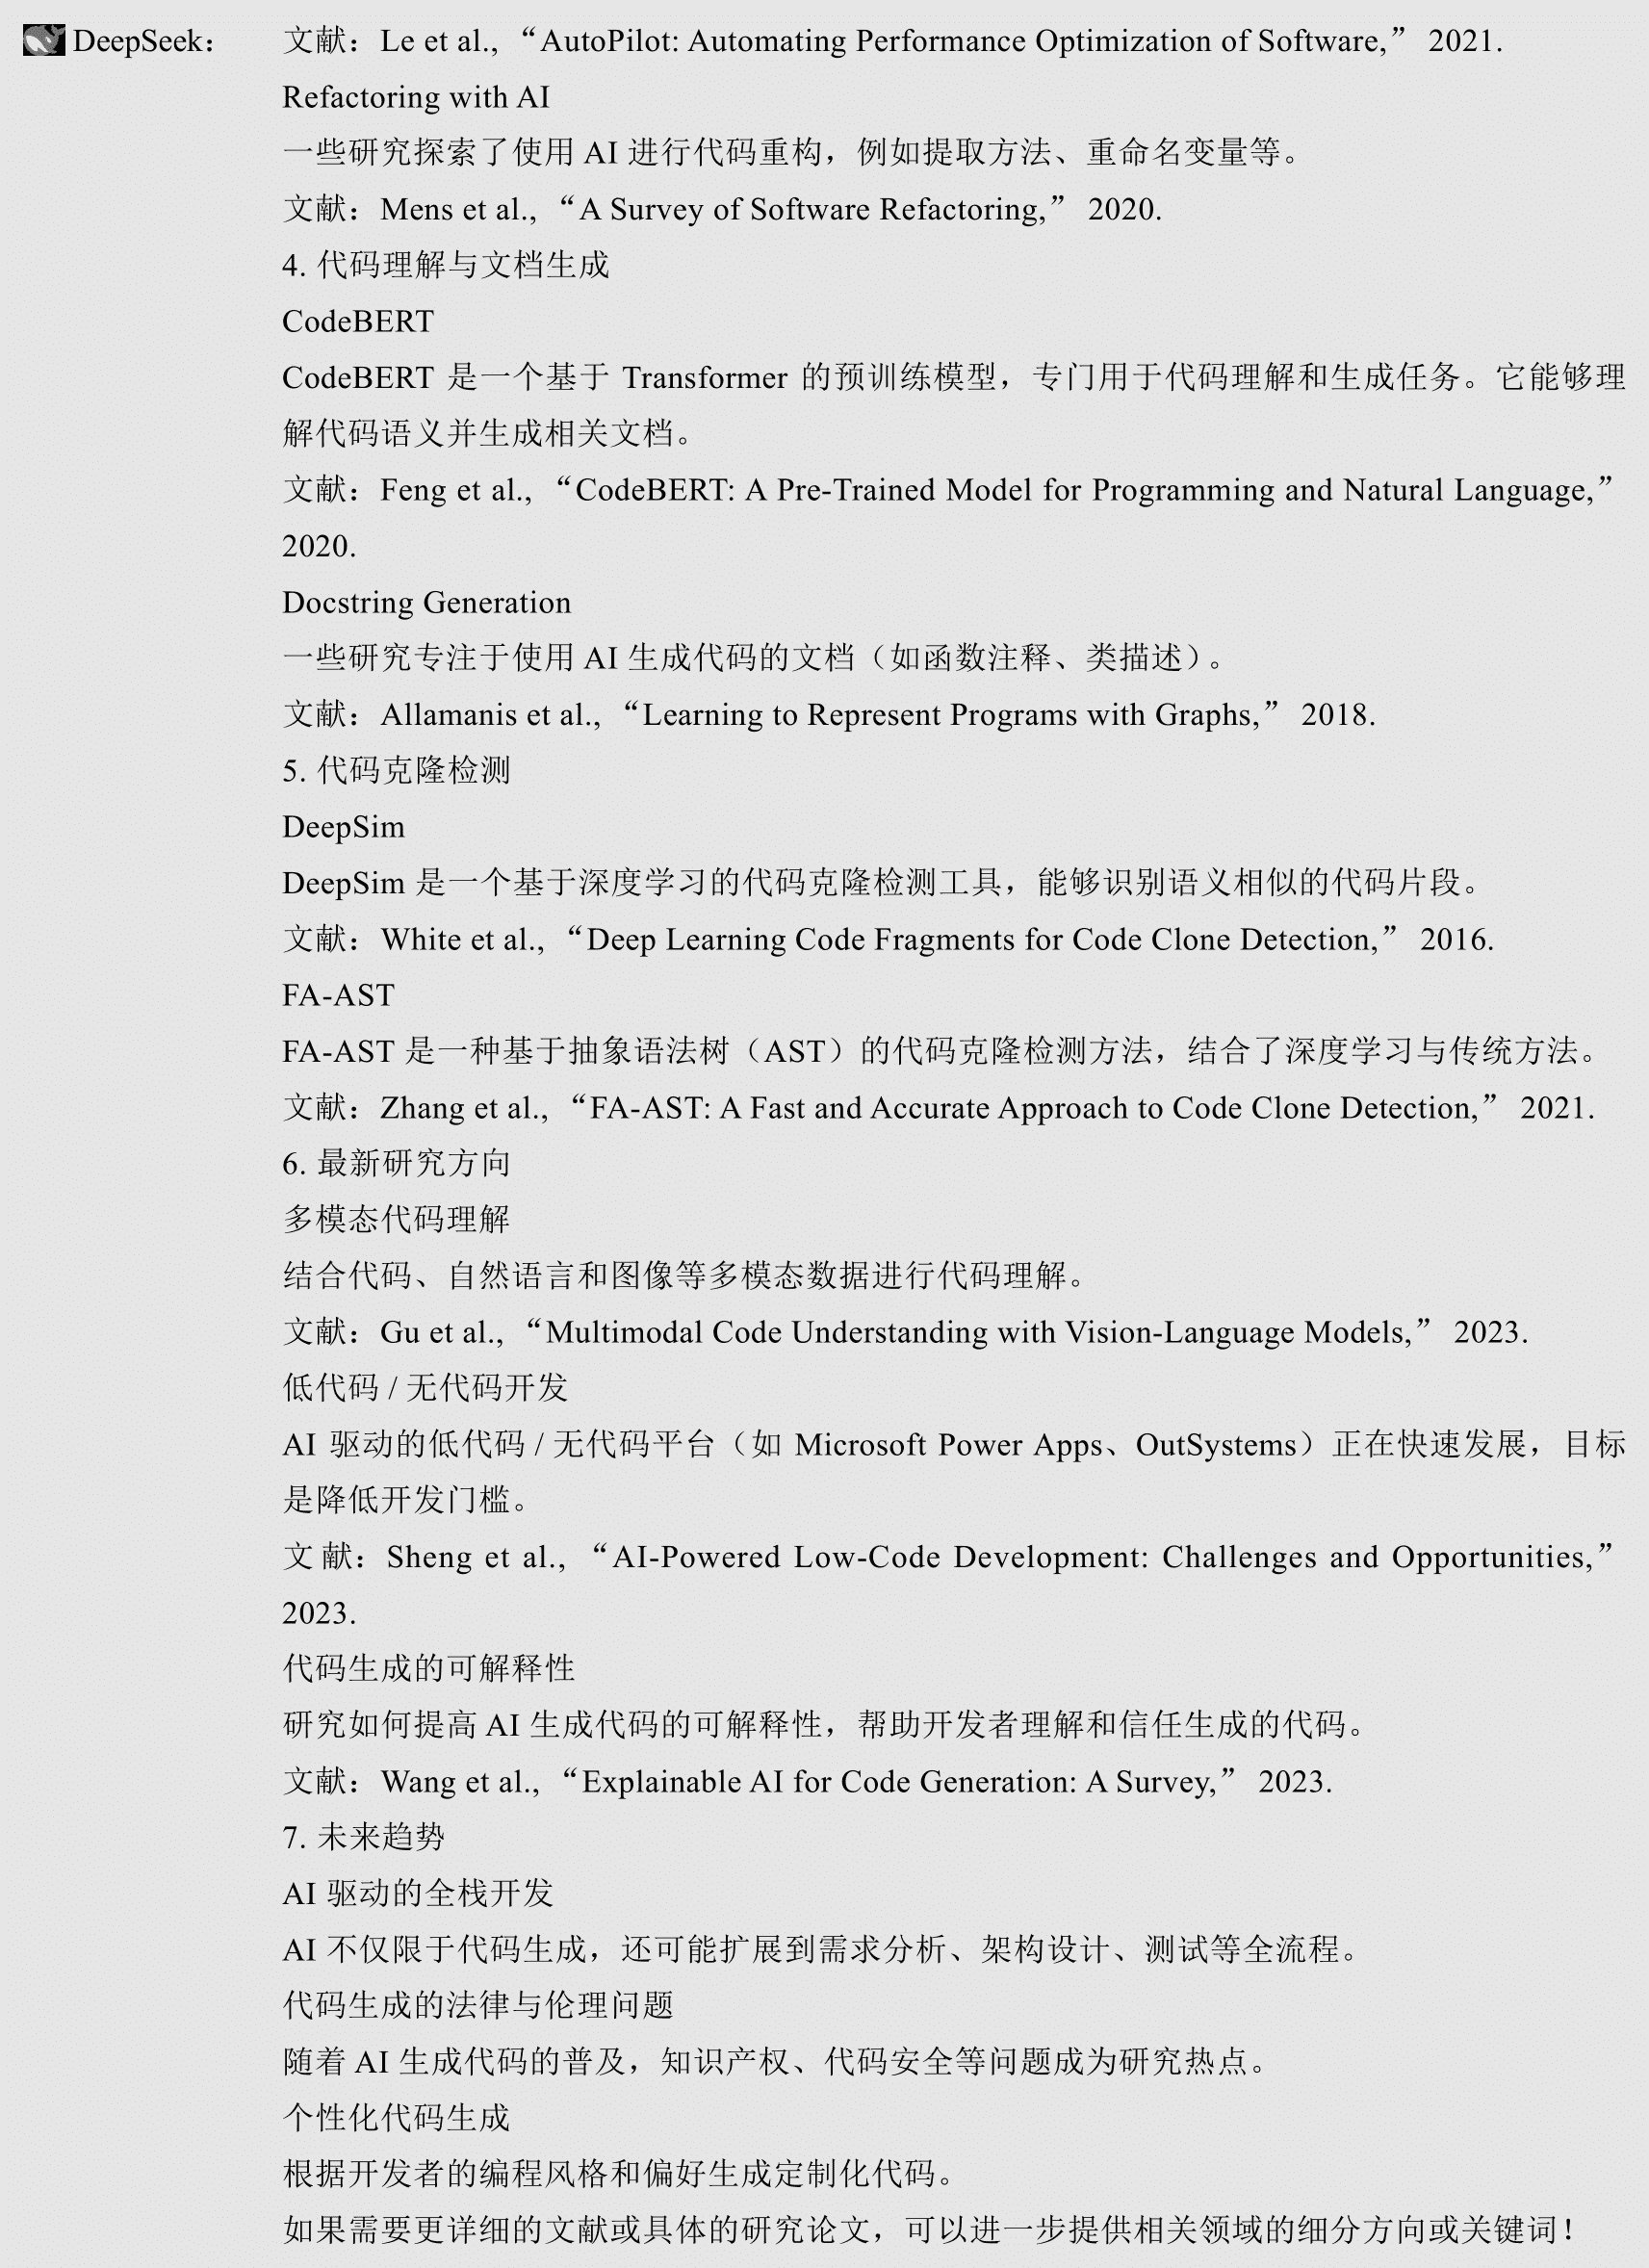 DeepSeek： 文献：Le et al., “AutoPilot: Automating Performance Optimization of Software,” 2021.
Refactoring with AI
一些研究探索了使用 AI 进行代码重构，例如提取方法、重命名变量等。
文献：Mens et al., “A Survey of Software Refactoring,” 2020.
4. 代码理解与文档生成
CodeBERT
CodeBERT 是一个基于 Transformer 的预训练模型，专门用于代码理解和生成任务。它能够理
解代码语义并生成相关文档。
文献：Feng et al., “CodeBERT: A Pre-Trained Model for Programming and Natural Language,”
2020.
Docstring Generation
一些研究专注于使用 AI 生成代码的文档（如函数注释、类描述）。
文献：Allamanis et al., “Learning to Represent Programs with Graphs,” 2018.
5. 代码克隆检测
DeepSim
DeepSim 是一个基于深度学习的代码克隆检测工具，能够识别语义相似的代码片段。
文献：White et al., “Deep Learning Code Fragments for Code Clone Detection,” 2016.
FA-AST
FA-AST 是一种基于抽象语法树（AST）的代码克隆检测方法，结合了深度学习与传统方法。
文献：Zhang et al., “FA-AST: A Fast and Accurate Approach to Code Clone Detection,” 2021.
6. 最新研究方向
多模态代码理解
结合代码、自然语言和图像等多模态数据进行代码理解。
文献：Gu et al., “Multimodal Code Understanding with Vision-Language Models,” 2023.
低代码 / 无代码开发
AI 驱动的低代码 / 无代码平台（如 Microsoft Power Apps、OutSystems）正在快速发展，目标
是降低开发门槛。
文献：Sheng et al., “AI-Powered Low-Code Development: Challenges and Opportunities,”
2023.
代码生成的可解释性
研究如何提高 AI 生成代码的可解释性，帮助开发者理解和信任生成的代码。
文献：Wang et al., “Explainable AI for Code Generation: A Survey,” 2023.
7. 未来趋势
AI 驱动的全栈开发
AI 不仅限于代码生成，还可能扩展到需求分析、架构设计、测试等全流程。
代码生成的法律与伦理问题
随着 AI 生成代码的普及，知识产权、代码安全等问题成为研究热点。
个性化代码生成
根据开发者的编程风格和偏好生成定制化代码。
如果需要更详细的文献或具体的研究论文，可以进一步提供相关领域的细分方向或关键词！